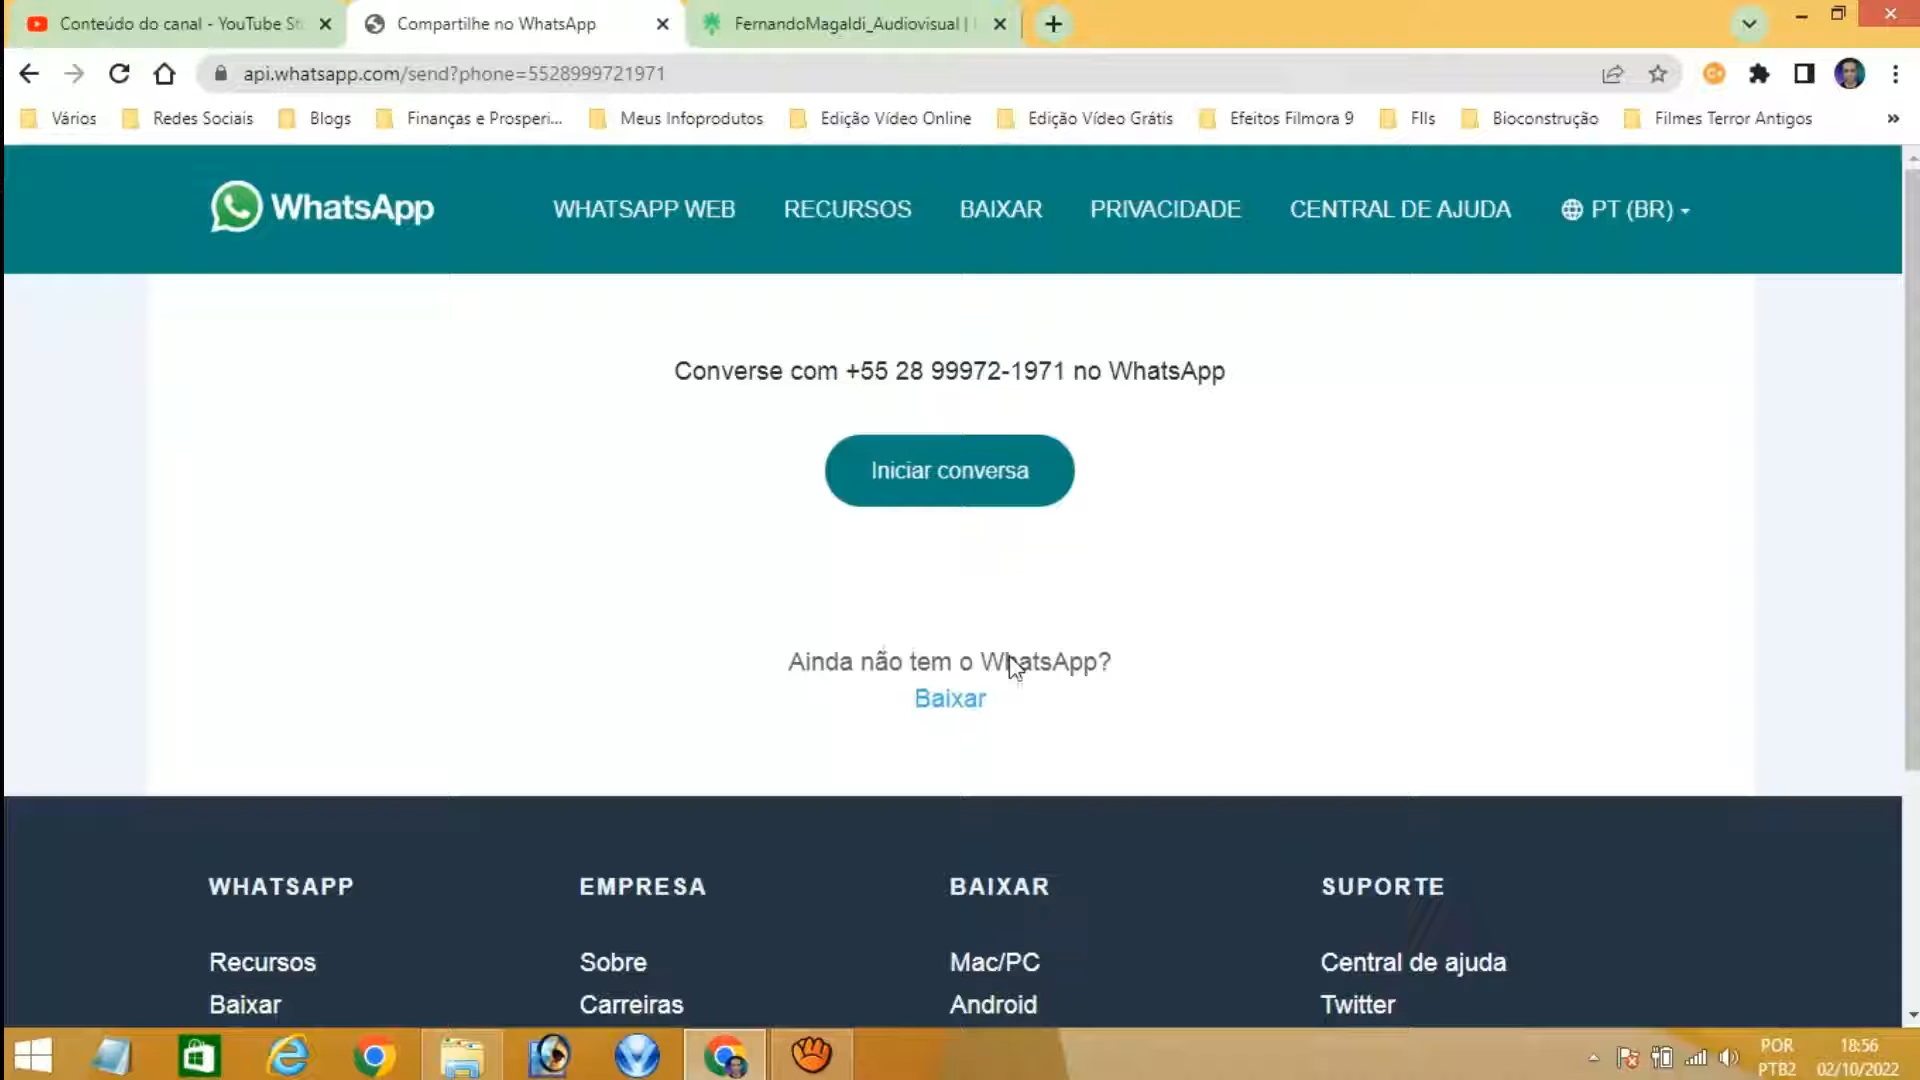 Conteúdo do canal - YouTube St
Compartilhe no WhatsApp
FernandoMagaldi_Audiovisual |
api.whatsapp.com/send?phone=5528999721971
Vários
Redes Sociais
Blogs
Finanças e Prosperi...
Meus Infoprodutos
Edição Vídeo Online
Edição Vídeo Grátis
Efeitos Filmora 9
FIIs
Bioconstrução
Filmes Terror Antigos
»
WhatsApp
WHATSAPP WEB
RECURSOS
BAIXAR
PRIVACIDADE
CENTRAL DE AJUDA
PT (BR)
Converse com +55 28 99972-1971 no WhatsApp
Iniciar conversa
Ainda não tem o WhatsApp?
Baixar
WHATSAPP
EMPRESA
BAIXAR
SUPORTE
Recursos
Sobre
Mac/PC
Central de ajuda
Baixar
Carreiras
Android
Twitter
POR
18:56
PTB2
02/10/2022